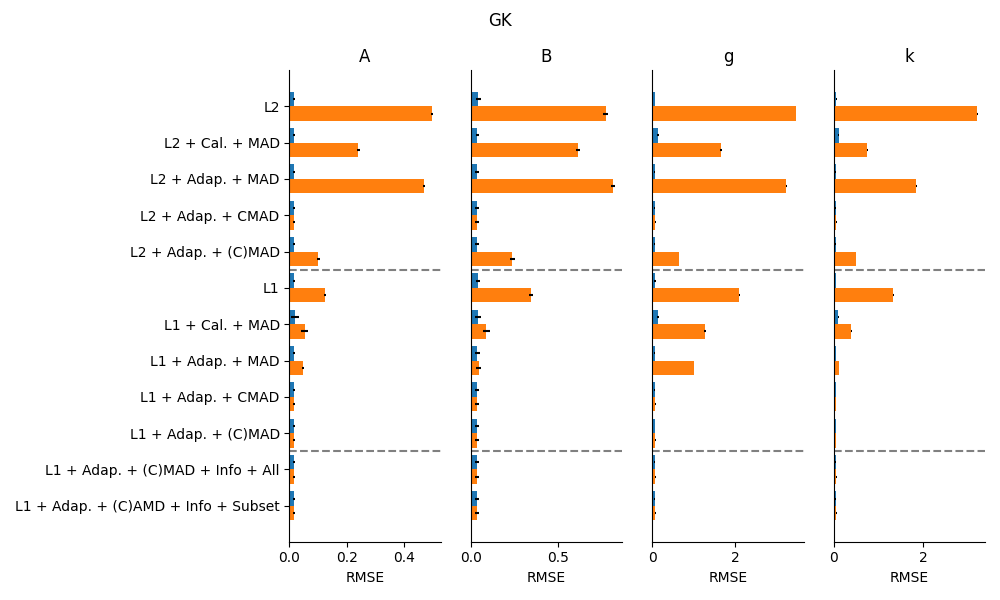 GK
A
B
g
k
L2
L2 + Cal. + MAD
L2 + Adap. + MAD
L2 + Adap. + CMAD
L2 + Adap. + (C)MAD
L1
L1 + Cal. + MAD
L1 + Adap. + MAD
L1 + Adap. + CMAD
L1 + Adap. + (C)MAD
L1 + Adap. + (C)MAD + Info + All
L1 + Adap. + (C)AMD + Info + Subset
0.0 0.2 0.4
0.0 0.5
0 2
0 2
RMSE
RMSE
RMSE
RMSE